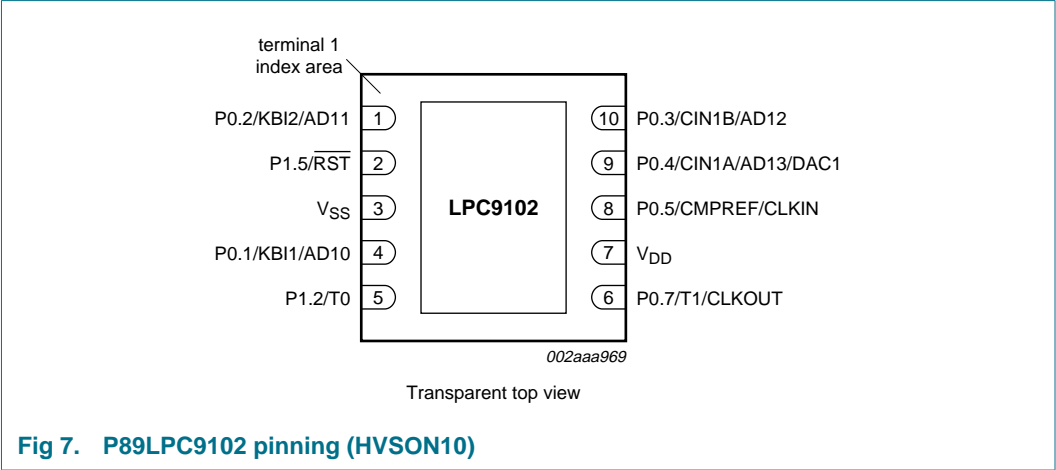 terminal 1
index area
P0.2/KBI2/AD11 1
P1.5/RST 2
VSS 3
P0.1/KBI1/AD10 4
P1.2/T0 5
LPC9102
10 P0.3/CIN1B/AD12
9 P0.4/CIN1A/AD13/DAC1
8 P0.5/CMPREF/CLKIN
7 VDD
6 P0.7/T1/CLKOUT
002aaa969
Transparent top view
Fig 7. P89LPC9102 pinning (HVSON10)